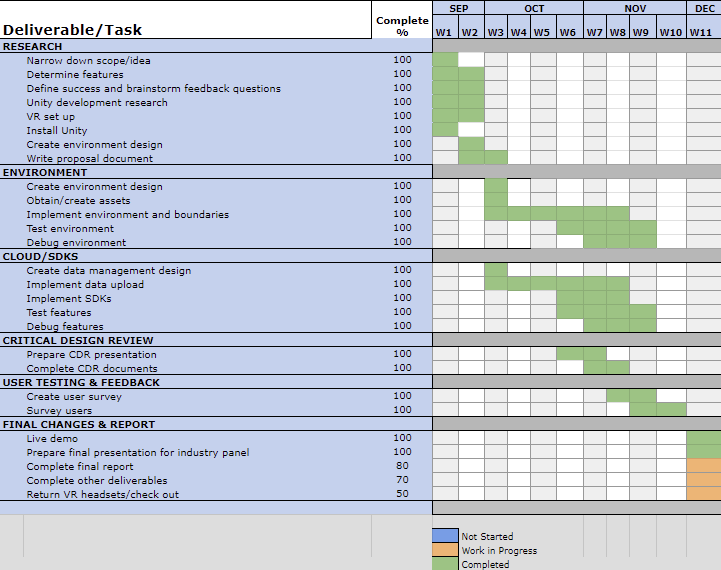 SEP OCT NOV DEC
Deliverable/Task Complete % W1 W2 W3 W4 W5 W6 W7 W8 W9 W10 W11
RESEARCH
Narrow down scope/idea 100
Determine features 100
Define success and brainstorm feedback questions 100
Unity development research 100
VR set up 100
Install Unity 100
Create environment design 100
Write proposal document 100
ENVIRONMENT
Create environment design 100
Obtain/create assets 100
Implement environment and boundaries 100
Test environment 100
Debug environment 100
CLOUD/SDKS
Create data management design 100
Implement data upload 100
Implement SDKs 100
Test features 100
Debug features 100
CRITICAL DESIGN REVIEW
Prepare CDR presentation 100
Complete CDR documents 100
USER TESTING & FEEDBACK
Create user survey 100
Survey users 100
FINAL CHANGES & REPORT
Live demo 100
Prepare final presentation for industry panel 100
Complete final report 80
Complete other deliverables 70
Return VR headsets/check out 50
Not Started
Work in Progress
Completed